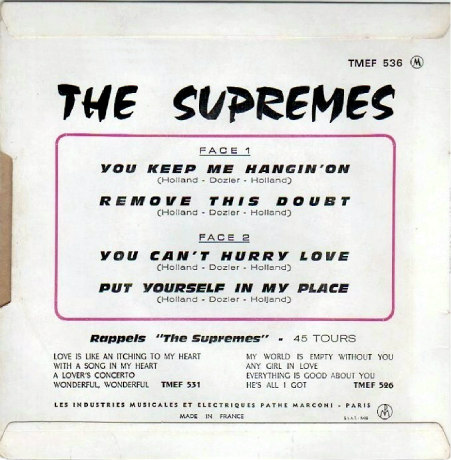 TMEF 536 M
THE SUPREMES
FACE 1
YOU KEEP ME HANGIN'ON
(Holland - Dozier - Holland)
REMOVE THIS DOUBT
(Holland - Dozier - Holland)
FACE 2
YOU CAN'T HURRY LOVE
(Holland - Dozier - Holland)
PUT YOURSELF IN MY PLACE
(Holland - Dozier - Holland)
Rappels "The Supremes" - 45 TOURS
LOVE IS LIKE AN ITCHING TO MY HEART
WITH A SONG IN MY HEART
A LOVER'S CONCERTO
WONDERFUL, WONDERFUL TMEF 531
MY WORLD IS EMPTY WITHOUT YOU
ANY GIRL IN LOVE
EVERYTHING IS GOOD ABOUT YOU
HE'S ALL I GOT TMEF 526
LES INDUSTRIES MUSICALES ET ELECTRIQUES PATHE MARCONI - PARIS
MADE IN FRANCE
M